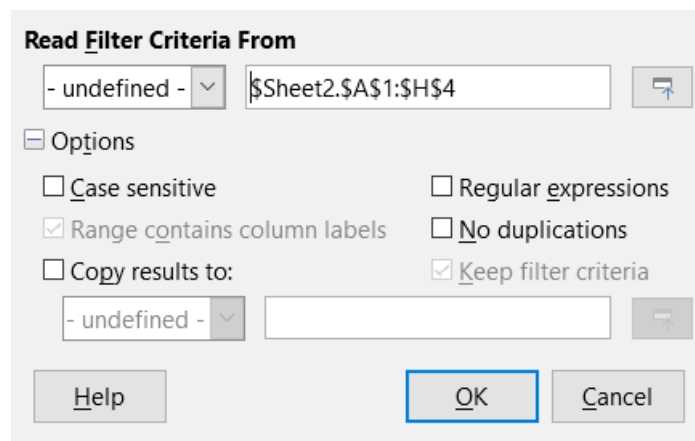 Read Filter Criteria From
- undefined - $Sheet2.$A$1:$H$4
Options
Case sensitive Regular expressions
Range contains column labels No duplications
Copy results to: Keep filter criteria
- undefined -
Help OK Cancel